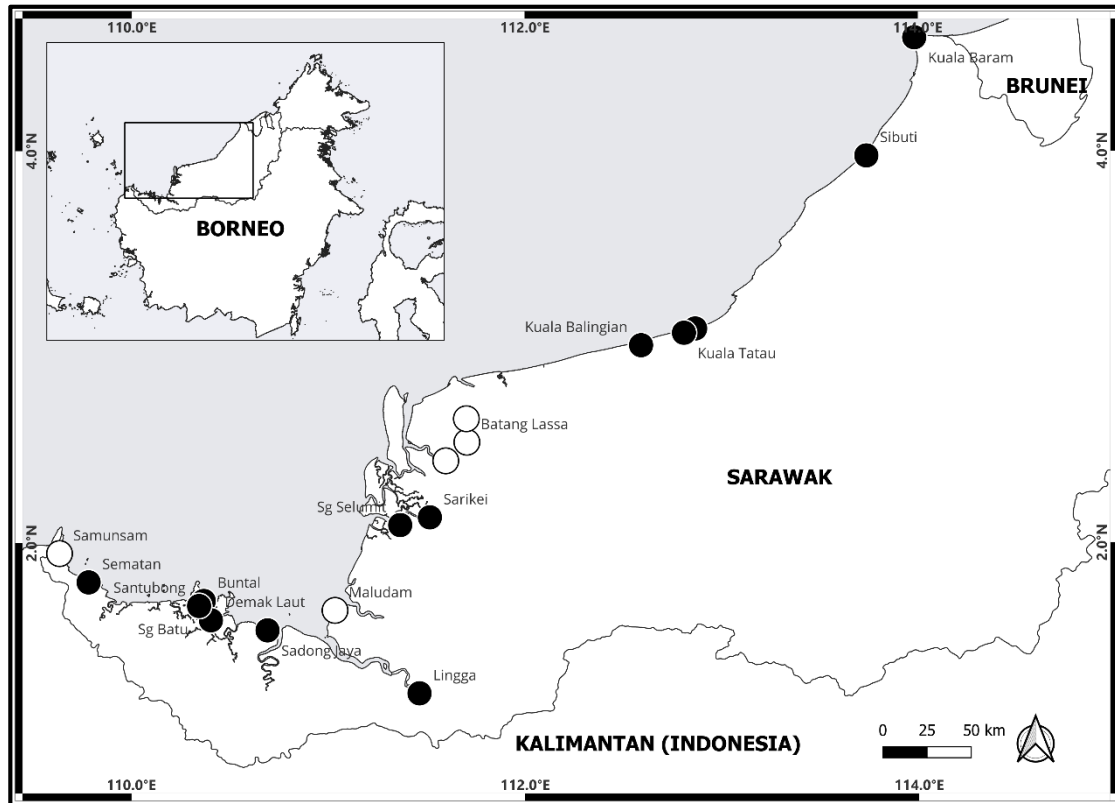 110.0°E
112.0°E
114.0°E
Kuala Baram
BRUNEI
4.0°N
Sibuti
4.0°N
BORNEO
Kuala Balingian
Kuala Tatau
Batang Lassa
SARAWAK
Sg Selumit
Sarikei
2.0°N
Samunsam
2.0°N
Sematan
Santubong
Buntal
Maludam
Demak Laut
Sg Batu
Sadong Jaya
Lingga
KALIMANTAN (INDONESIA)
0 25 50 km
110.0°E
112.0°E
114.0°E